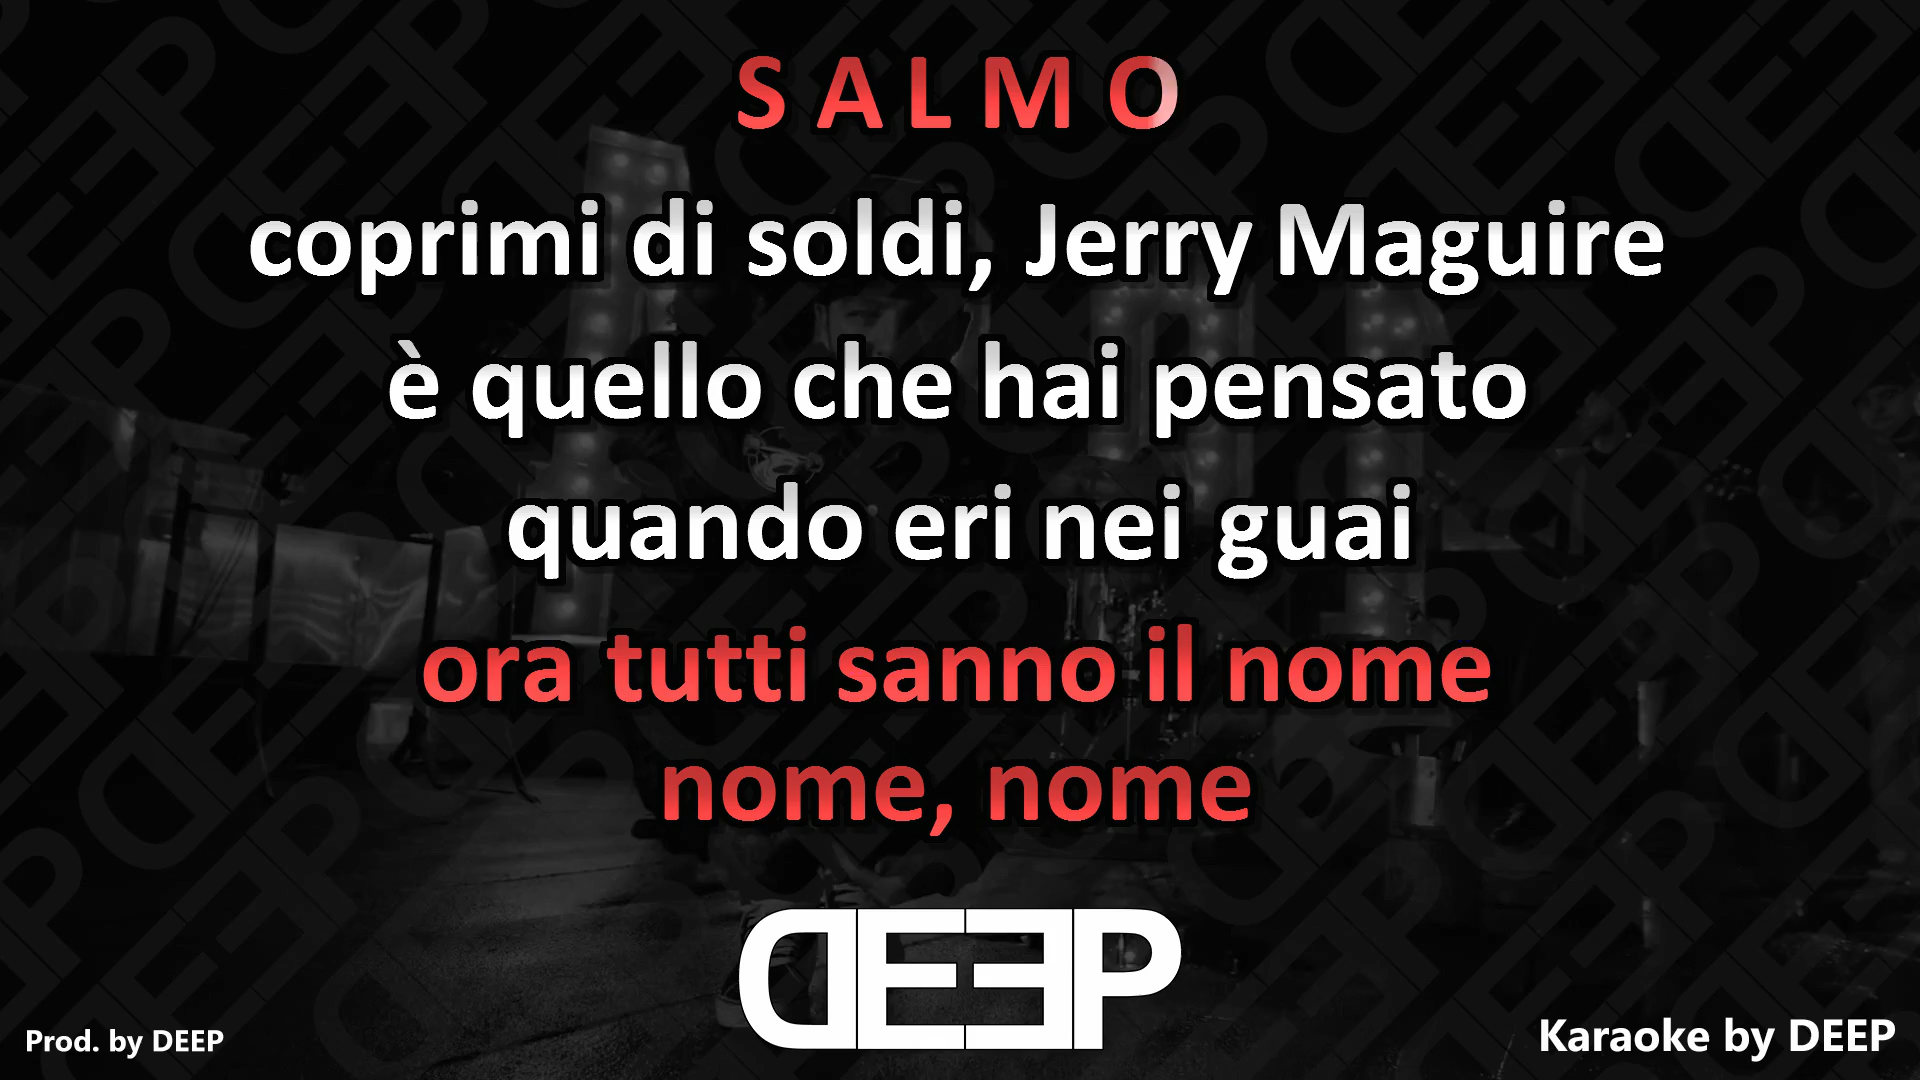 S A L M O
coprimi di soldi, Jerry Maguire
è quello che hai pensato
quando eri nei guai
ora tutti sanno il nome
nome, nome
DEEP
Prod. by DEEP
Karaoke by DEEP